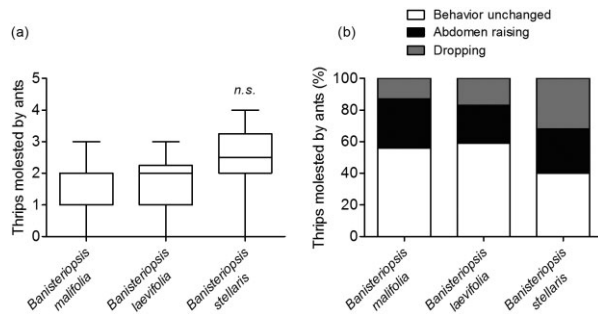 Behavior unchanged
(a)
(b)
Abdomen raising
Dropping
Thrips molested by ants
5
4
3
2
1
0
n.s.
Banisteriopsis
malifolia
Banisteriopsis
laevifolia
Banisteriopsis
stellaris
Thrips molested by ants (%)
100
80
60
40
20
0
Banisteriopsis
malifolia
Banisteriopsis
laevifolia
Banisteriopsis
stellaris